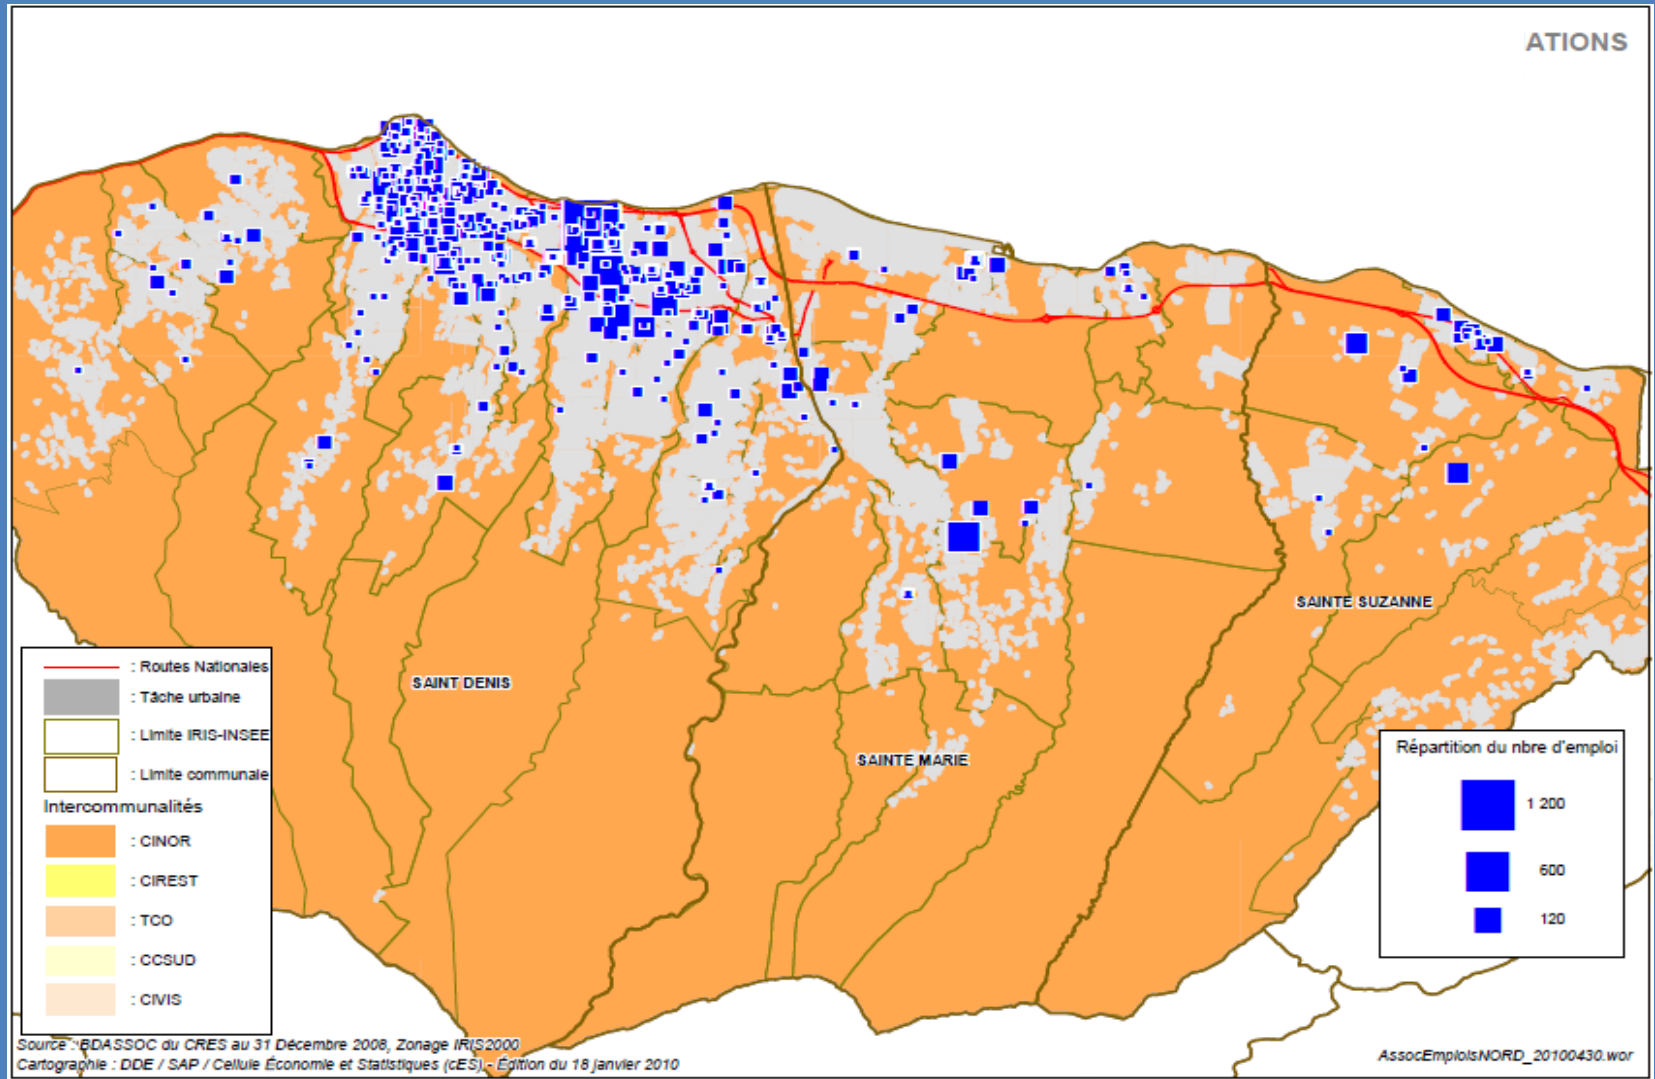 ATIONS
SAINTE SUZANNE
SAINT DENIS
SAINTE MARIE
: Routes Nationales
: Tâche urbaine
: Limite IRIS-INSEE
: Limite communale
Intercommunalités
: CINOR
: CIREST
: TCO
: CCSUD
: CIVIS
Répartition du nbre d'emploi
1 200
600
120
Source : BDASSOC du CRES au 31 Décembre 2008, Zonage IRIS2000
Cartographie : DDE / SAP / Cellule Économie et Statistiques (cES) - Édition du 18 janvier 2010
AssocEmploisNORD_20100430.wor